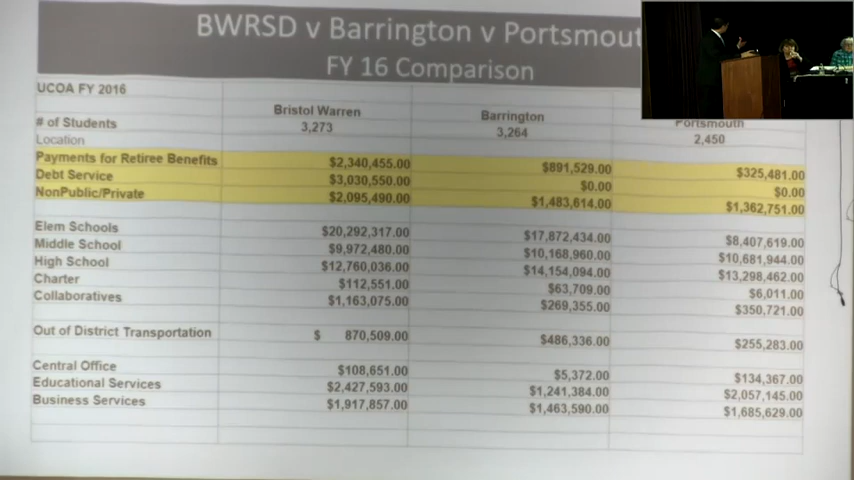 BWRSD v Barrington v Portsmout
FY 16 Comparison
UCOA FY 2016
# of Students Bristol Warren 3,273 Barrington 3,264 Portsmouth 2,450
Location
Payments for Retiree Benefits $2,340,455.00 $891,529.00 $325,481.00
Debt Service $3,030,550.00 $0.00 $0.00
NonPublic/Private $2,095,490.00 $1,483,614.00 $1,362,751.00
Elem Schools $20,292,317.00 $17,872,434.00 $8,407,619.00
Middle School $9,972,480.00 $10,168,960.00 $10,681,944.00
High School $12,760,036.00 $14,154,094.00 $13,298,462.00
Charter $112,551.00 $63,709.00 $6,011.00
Collaboratives $1,163,075.00 $269,355.00 $350,721.00
Out of District Transportation $ 870,509.00 $486,336.00 $255,283.00
Central Office $108,651.00 $5,372.00 $134,367.00
Educational Services $2,427,593.00 $1,241,384.00 $2,057,145.00
Business Services $1,917,857.00 $1,463,590.00 $1,685,629.00